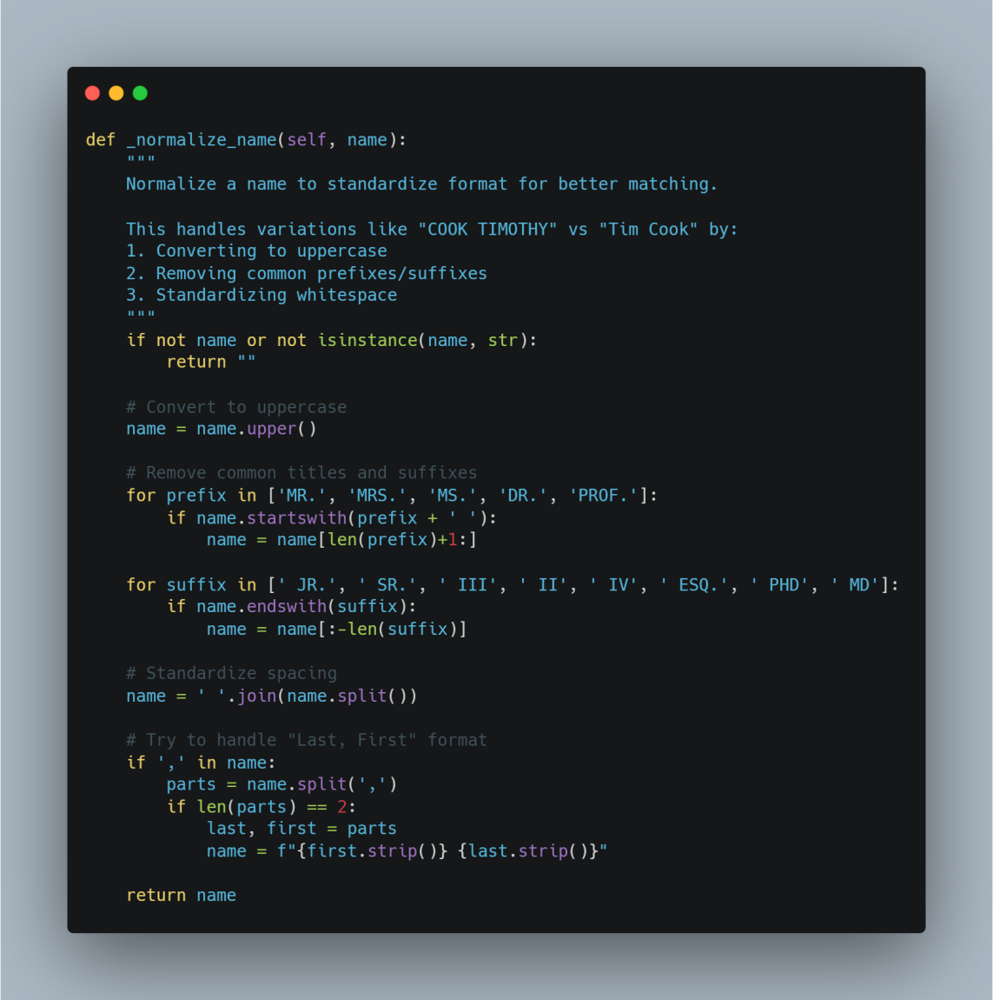 def _normalize_name(self, name):
    """
    Normalize a name to standardize format for better matching.

    This handles variations like "COOK TIMOTHY" vs "Tim Cook" by:
    1. Converting to uppercase
    2. Removing common prefixes/suffixes
    3. Standardizing whitespace
    """
    if not name or not isinstance(name, str):
        return ""

    # Convert to uppercase
    name = name.upper()

    # Remove common titles and suffixes
    for prefix in ['MR.', 'MRS.', 'MS.', 'DR.', 'PROF.']:
        if name.startswith(prefix + ' '):
            name = name[len(prefix)+1:]

    for suffix in [' JR.', ' SR.', ' III', ' II', ' IV', ' ESQ.', ' PHD', ' MD']:
        if name.endswith(suffix):
            name = name[:-len(suffix)]

    # Standardize spacing
    name = ' '.join(name.split())

    # Try to handle "Last, First" format
    if ',' in name:
        parts = name.split(',')
        if len(parts) == 2:
            last, first = parts
            name = f"{first.strip()} {last.strip()}"

    return name